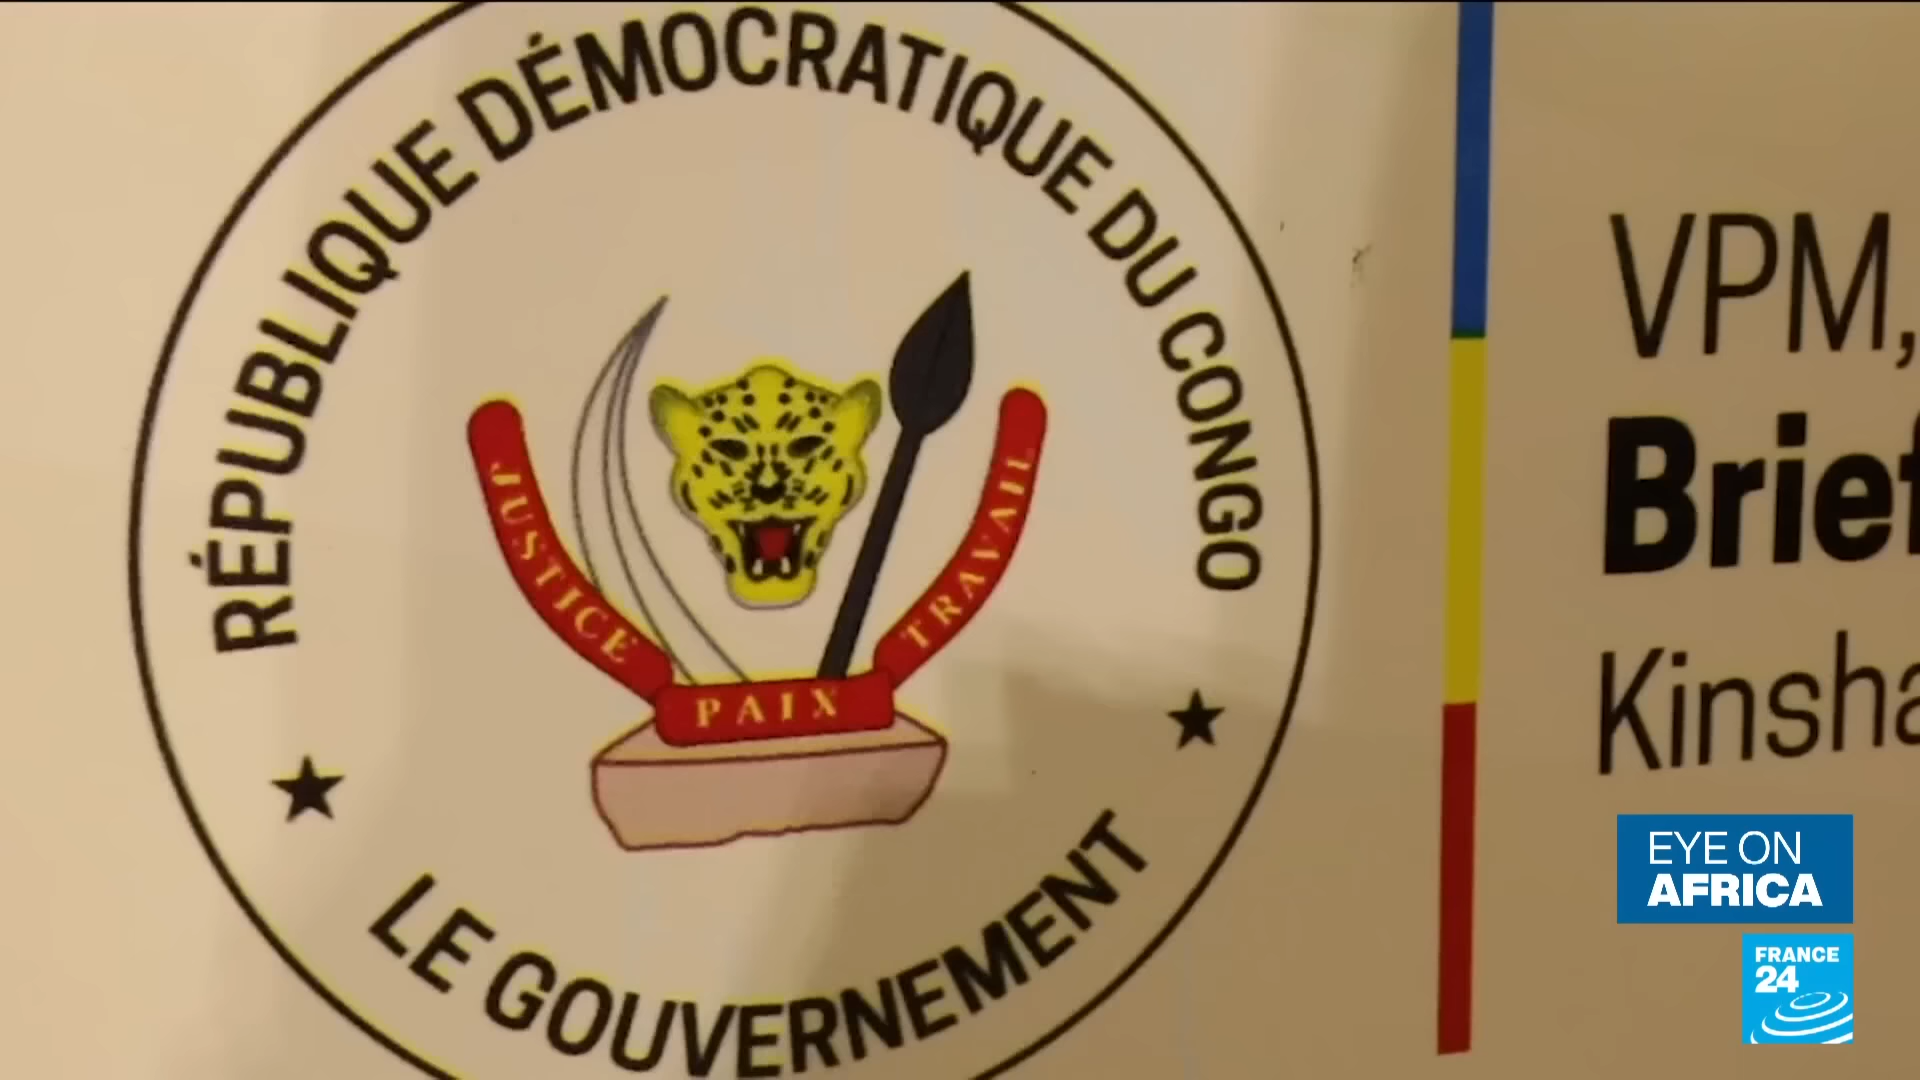 RÉPUBLIQUE DÉMOCRATIQUE DU CONGO
JUSTICE
PAIX
TRAVAIL
LE GOUVERNEMENT
VPM,
Brief
Kinsha
EYE ON
AFRICA
FRANCE
24